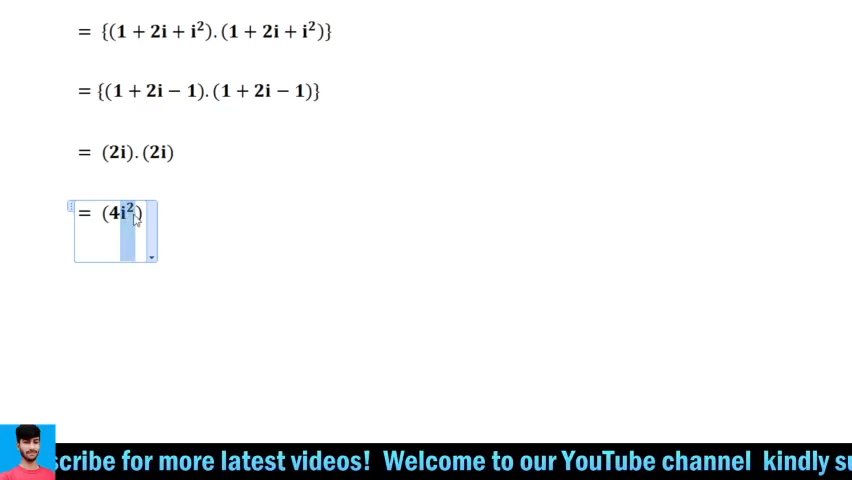 = {(1 + 2i + i²).(1 + 2i + i²)}
= {(1 + 2i − 1).(1 + 2i − 1)}
= (2i).(2i)
= (4i²)
scribe for more latest videos! Welcome to our YouTube channel kindly su